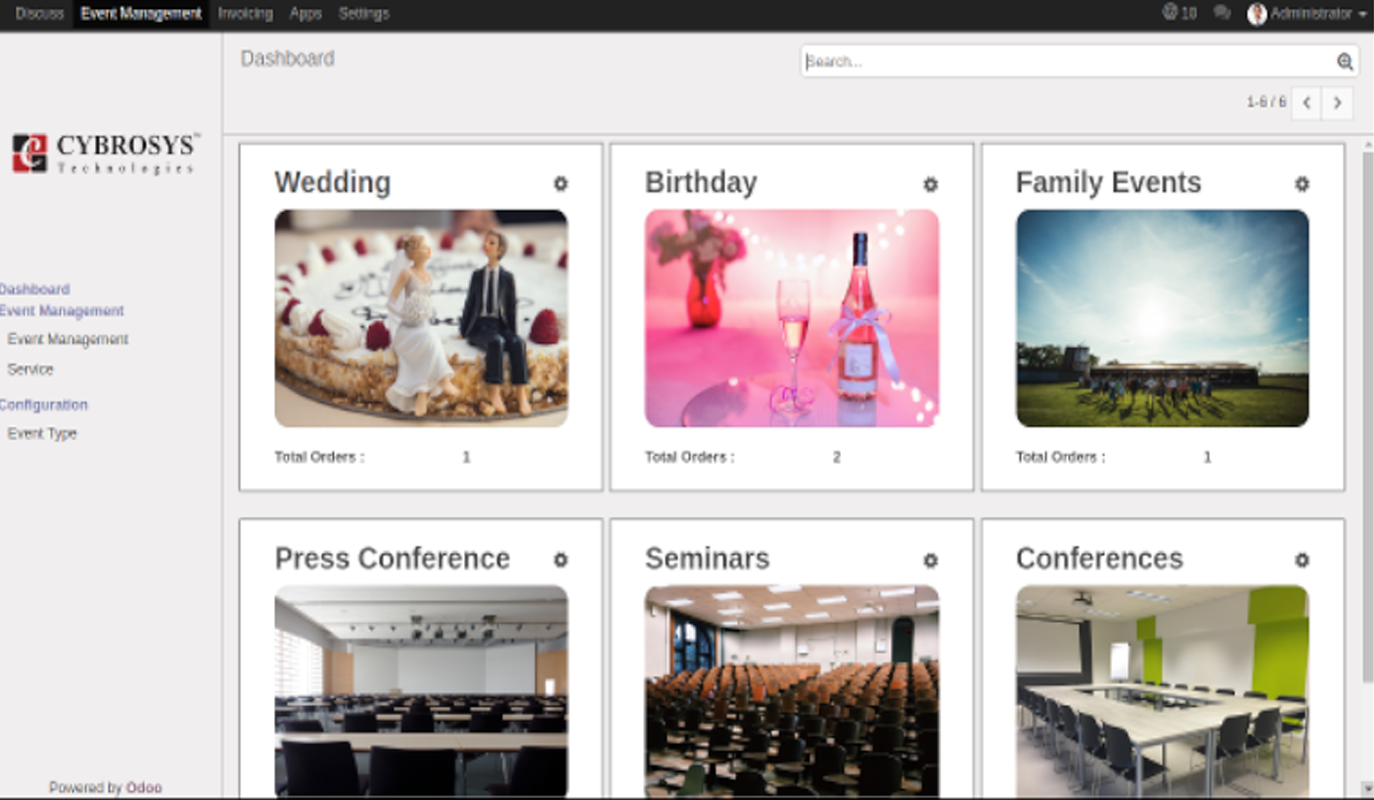 Discuss Event Management Invoicing Apps Settings 10 Administrator
Dashboard Search...
1-6 / 6
CYBROSYS™
Technologies
Dashboard
Event Management
Event Management
Service
Configuration
Event Type
Powered by Odoo
Wedding Birthday Family Events
Total Orders : 1 Total Orders : 2 Total Orders : 1
Press Conference Seminars Conferences